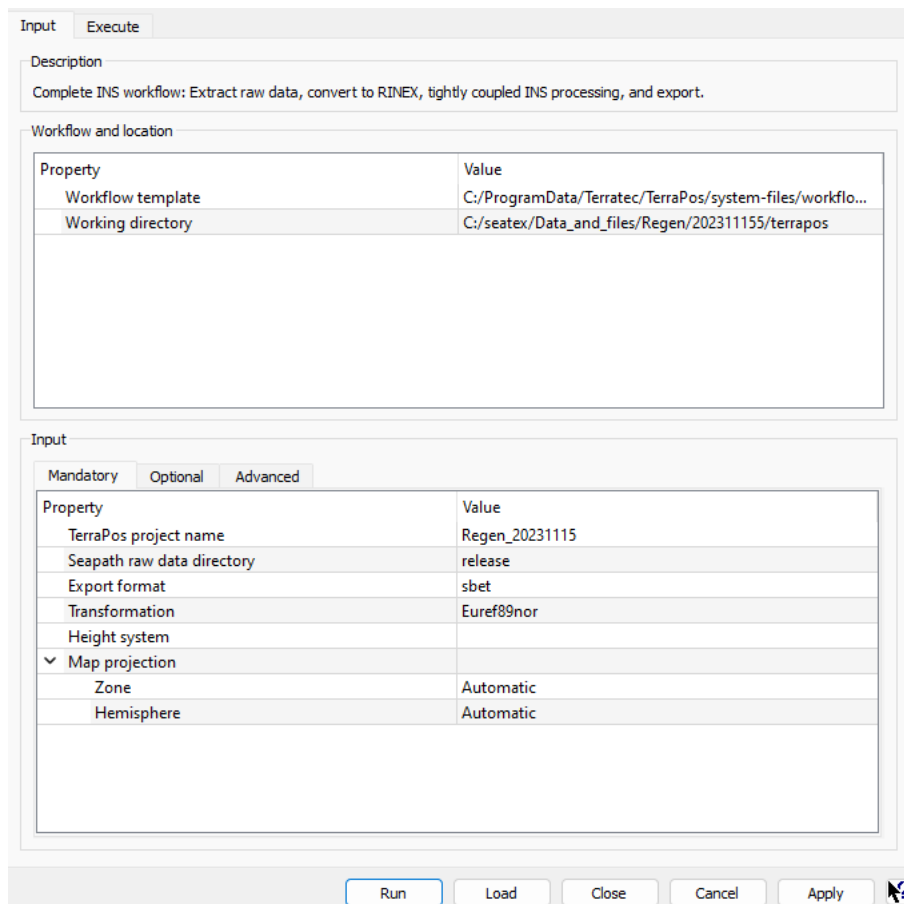 Input Execute
Description
Complete INS workflow: Extract raw data, convert to RINEX, tightly coupled INS processing, and export.
Workflow and location
Property Value
Workflow template C:/ProgramData/Terratec/TerraPos/system-files/workflo...
Working directory C:/seatex/Data_and_files/Regen/202311155/terrapos
Input
Mandatory Optional Advanced
Property Value
TerraPos project name Regen_20231115
Seapath raw data directory release
Export format sbet
Transformation Euref89nor
Height system
Map projection
Zone Automatic
Hemisphere Automatic
Run Load Close Cancel Apply ?